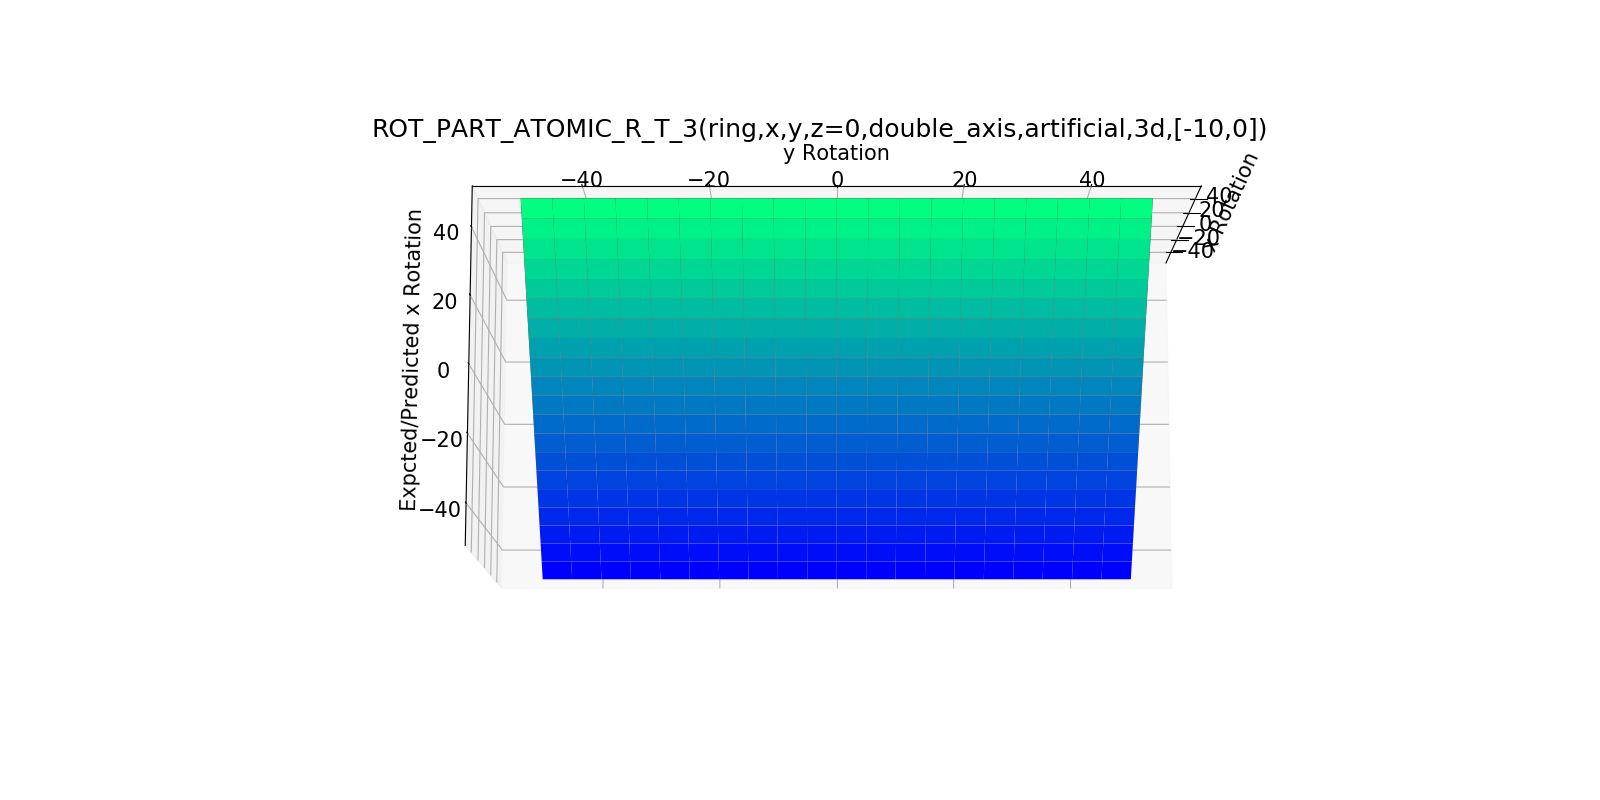 ROT_PART_ATOMIC_R_T_3(ring,x,y,z=0,double_axis,artificial,3d,[-10,0])
y Rotation
−40 −20 0 20 40
Expcted/Predicted x Rotation
40
20
0
−20
−40
40
20
0
−20
−40
x Rotation